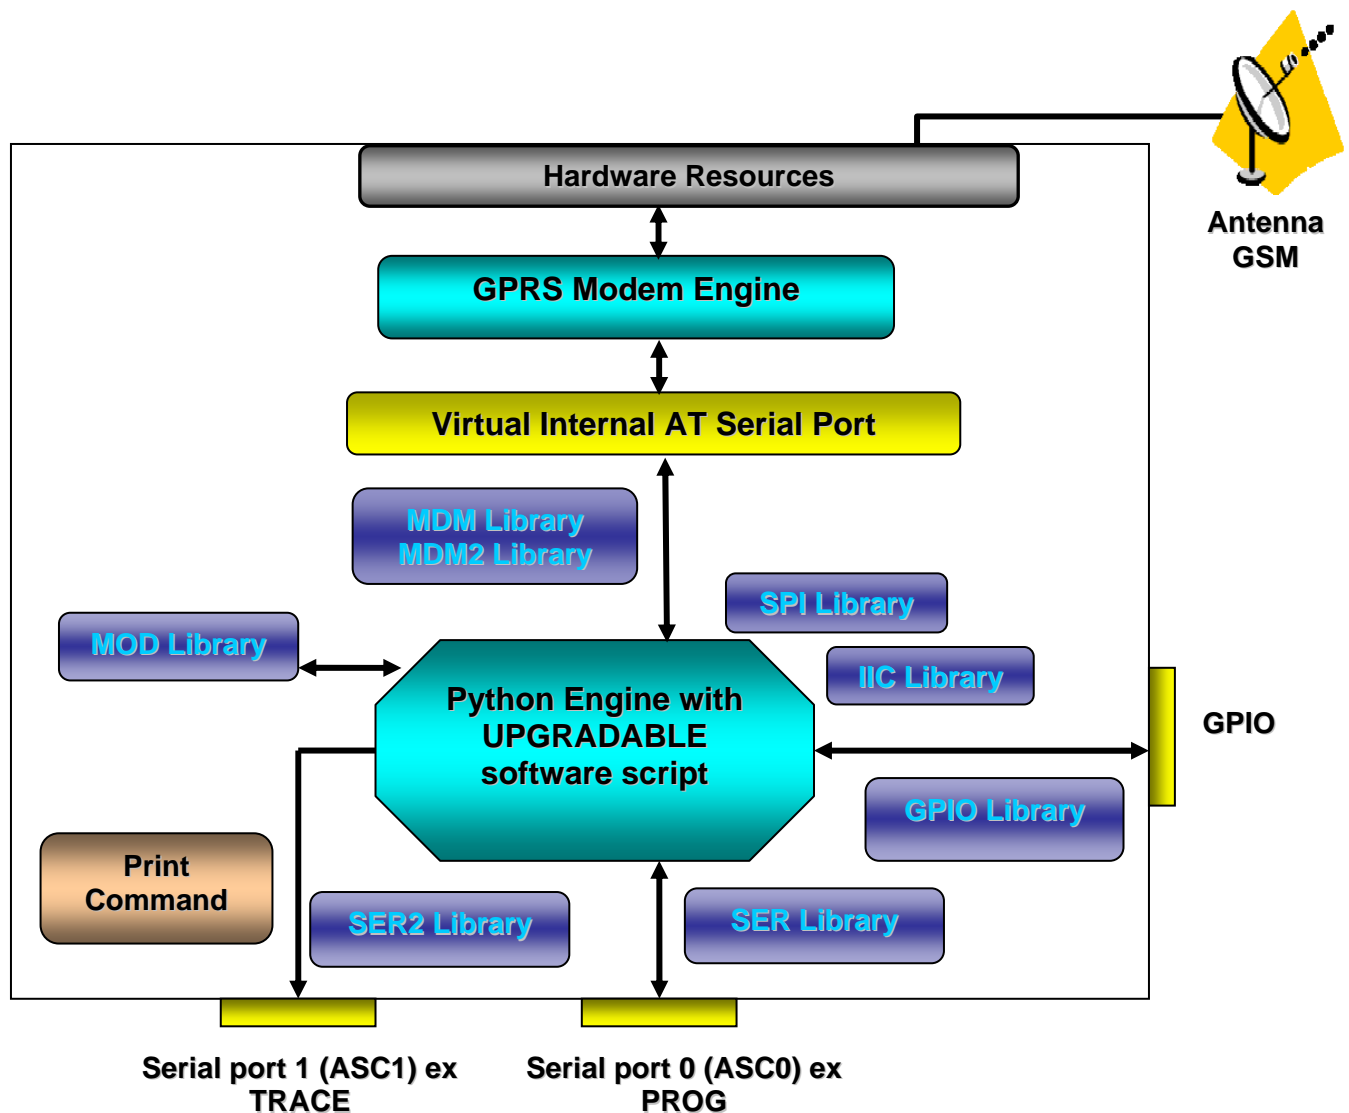 Hardware Resources
Antenna
GSM
GPRS Modem Engine
Virtual Internal AT Serial Port
MDM Library
MDM2 Library
SPI Library
MOD Library
IIC Library
Python Engine with
UPGRADABLE
software script
GPIO
GPIO Library
Print
Command
SER2 Library
SER Library
Serial port 1 (ASC1) ex
TRACE
Serial port 0 (ASC0) ex
PROG